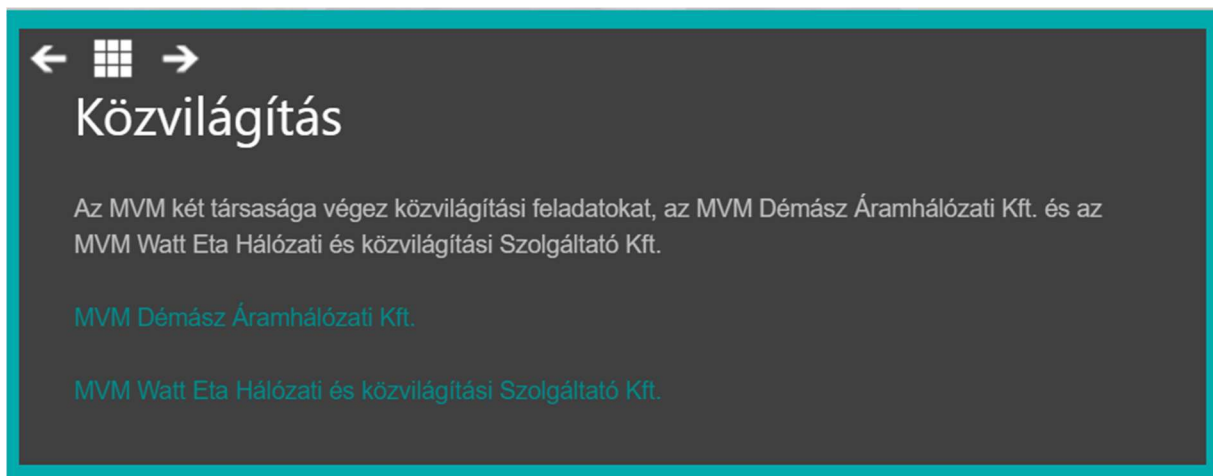 Közvilágítás
Az MVM két társasága végez közvilágítási feladatokat, az MVM Démász Áramhálózati Kft. és az
MVM Watt Eta Hálózati és közvilágítási Szolgáltató Kft.
MVM Démász Áramhálózati Kft.
MVM Watt Eta Hálózati és közvilágítási Szolgáltató Kft.